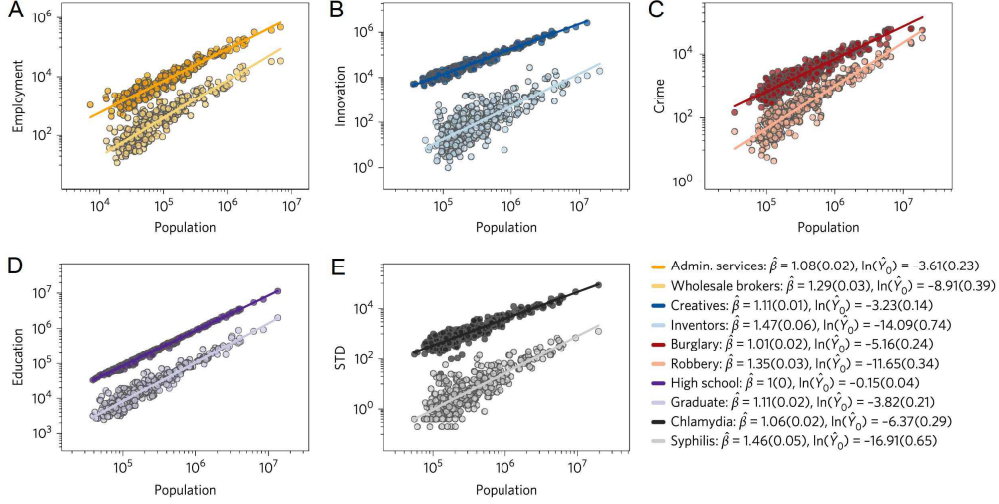 A
10^6
10^4
10^2
Emplcyment
10^4
10^5
10^6
10^7
Population
B
10^6
10^4
10^2
10^0
Innovation
10^5
10^6
10^7
Population
C
10^4
10^2
10^0
Crime
10^5
10^6
10^7
Population
D
10^7
10^6
10^5
10^4
10^3
Education
10^5
10^6
10^7
Population
E
10^4
10^2
10^0
STD
10^5
10^6
10^7
Population
Admin. services: β̂ = 1.08(0.02), ln(Ŷ₀) = -3.61(0.23)
Wholesale brokers: β̂ = 1.29(0.03), ln(Ŷ₀) = -8.91(0.39)
Creatives: β̂ = 1.11(0.01), ln(Ŷ₀) = -3.23(0.14)
Inventors: β̂ = 1.47(0.06), ln(Ŷ₀) = -14.09(0.74)
Burglary: β̂ = 1.01(0.02), ln(Ŷ₀) = -5.16(0.24)
Robbery: β̂ = 1.35(0.03), ln(Ŷ₀) = -11.65(0.34)
High school: β̂ = 1(0), ln(Ŷ₀) = -0.15(0.04)
Graduate: β̂ = 1.11(0.02), ln(Ŷ₀) = -3.82(0.21)
Chlamydia: β̂ = 1.06(0.02), ln(Ŷ₀) = -6.37(0.29)
Syphilis: β̂ = 1.46(0.05), ln(Ŷ₀) = -16.91(0.65)